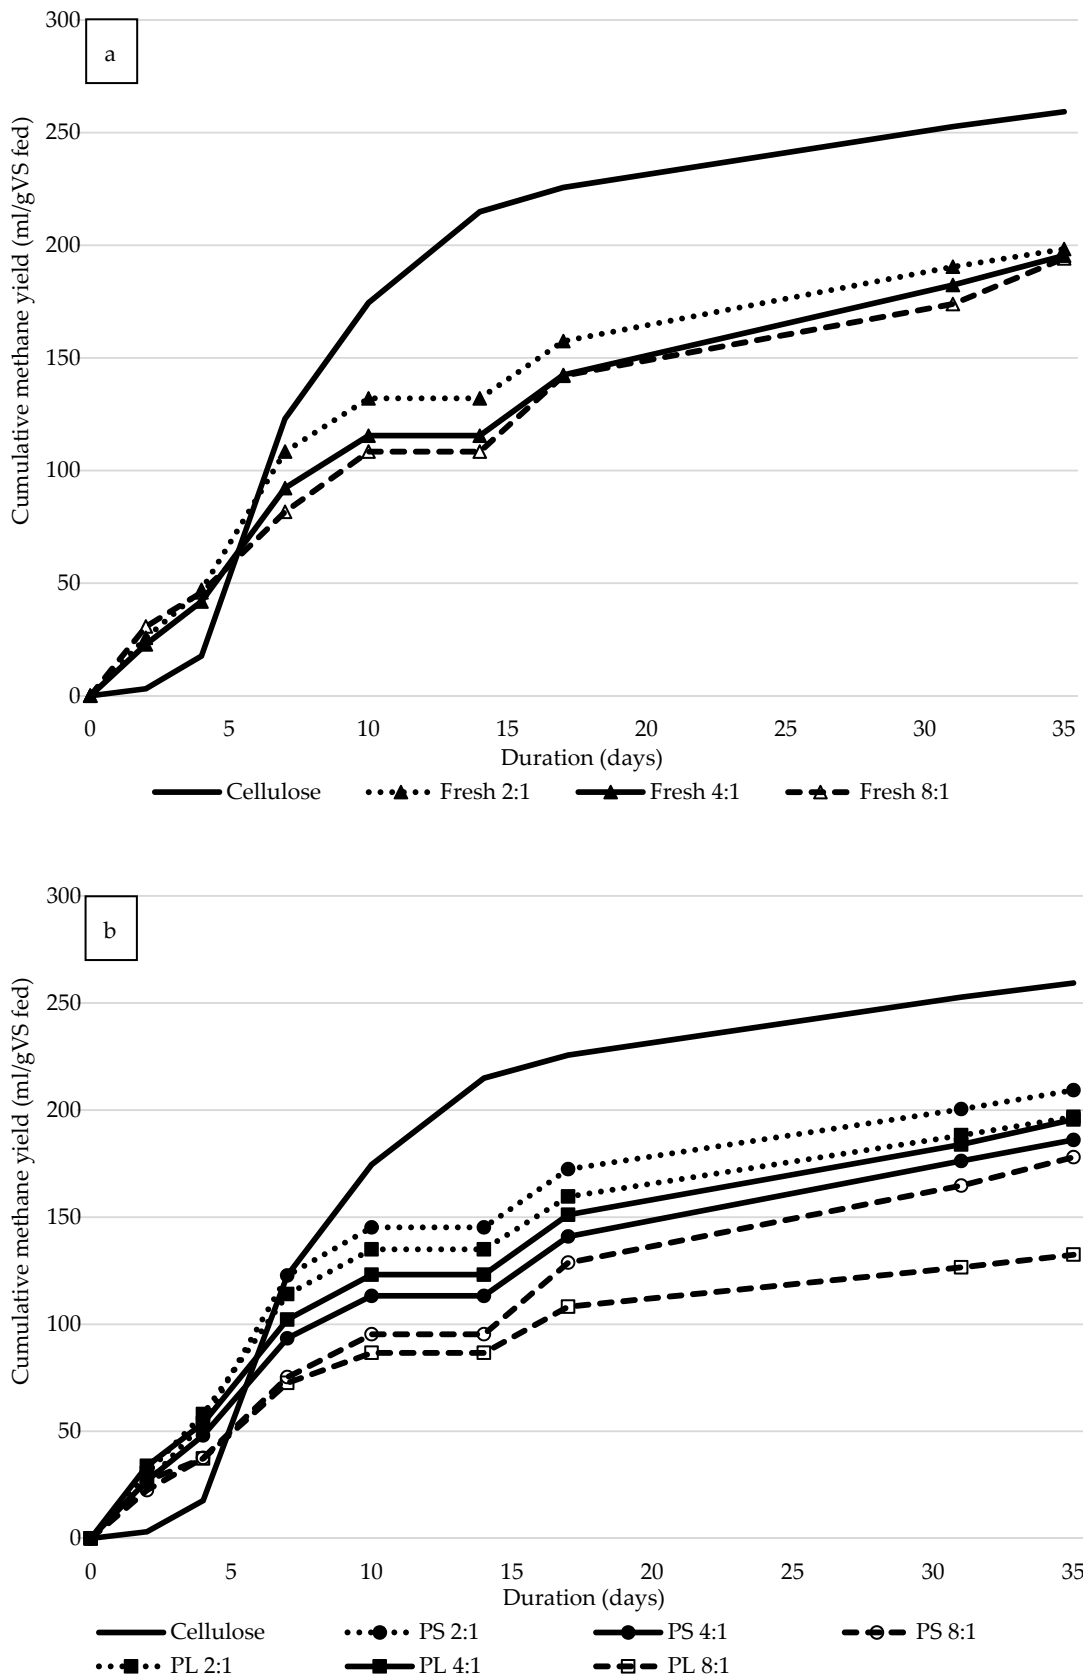 300
a
250
200
150
100
50
0
Cumulative methane yield (ml/gVS fed)
0 5 10 15 20 25 30 35
Duration (days)
Cellulose Fresh 2:1 Fresh 4:1 Fresh 8:1
300
b
250
200
150
100
50
0
Cumulative methane yield (ml/gVS fed)
0 5 10 15 20 25 30 35
Duration (days)
Cellulose PS 2:1 PS 4:1 PS 8:1
PL 2:1 PL 4:1 PL 8:1